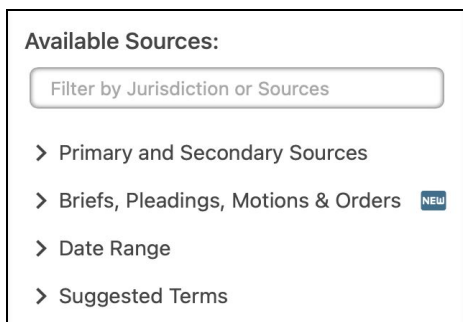 Available Sources:
Filter by Jurisdiction or Sources
Primary and Secondary Sources
Briefs, Pleadings, Motions & Orders NEW
Date Range
Suggested Terms